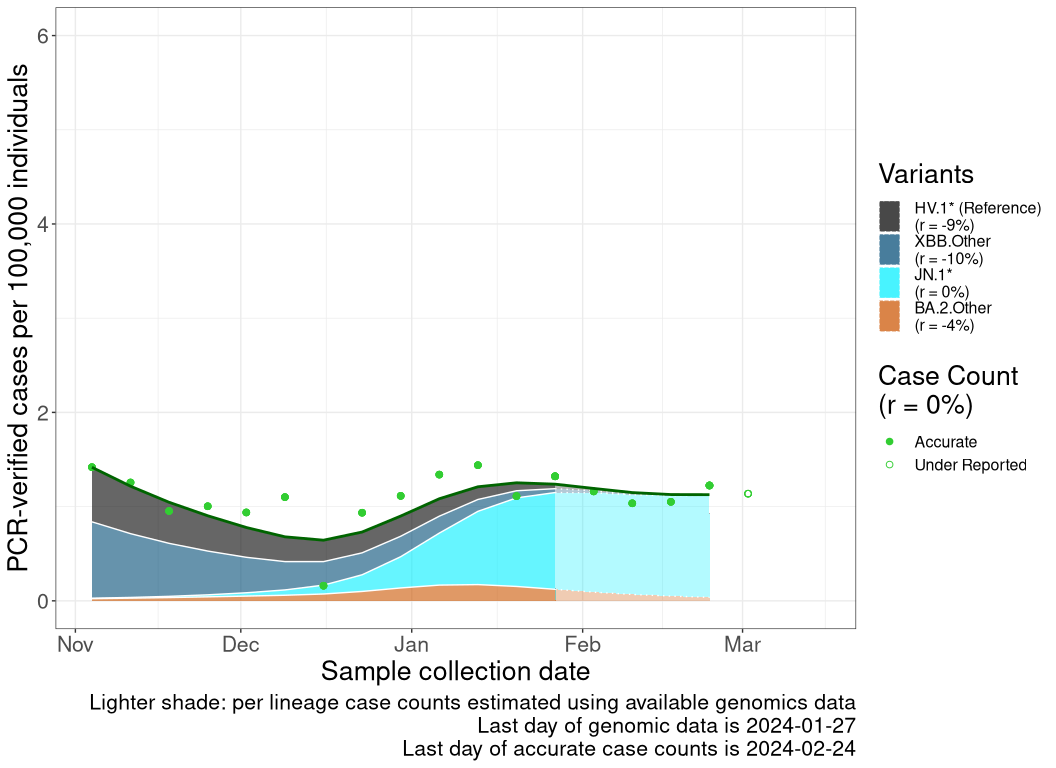 PCR-verified cases per 100,000 individuals
6
4
2
0
Nov
Dec
Jan
Feb
Mar
Sample collection date
Lighter shade: per lineage case counts estimated using available genomics data
Last day of genomic data is 2024-01-27
Last day of accurate case counts is 2024-02-24
Variants
HV.1* (Reference)
(r = -9%)
XBB.Other
(r = -10%)
JN.1*
(r = 0%)
BA.2.Other
(r = -4%)
Case Count
(r = 0%)
Accurate
Under Reported